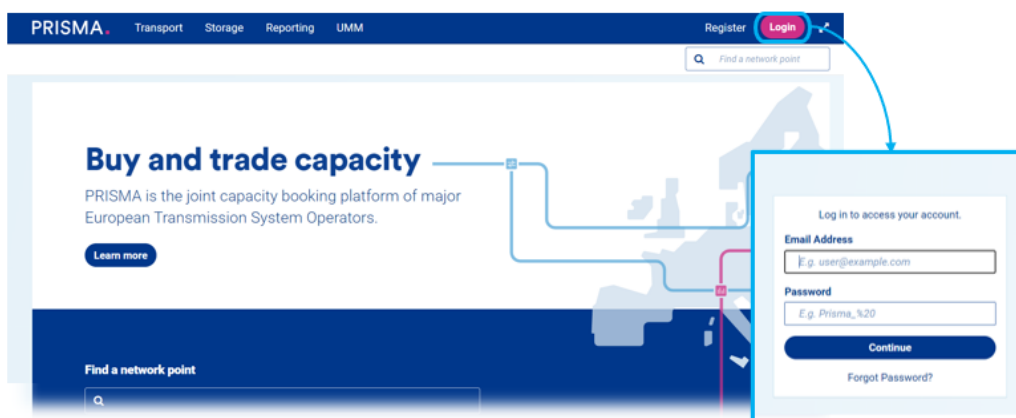 PRISMA. Transport Storage Reporting UMM Register Login
Find a network point
Buy and trade capacity
PRISMA is the joint capacity booking platform of major
European Transmission System Operators.
Learn more
Find a network point
Log in to access your account.
Email Address
E.g. user@example.com
Password
E.g. Prisma_%20
Continue
Forgot Password?